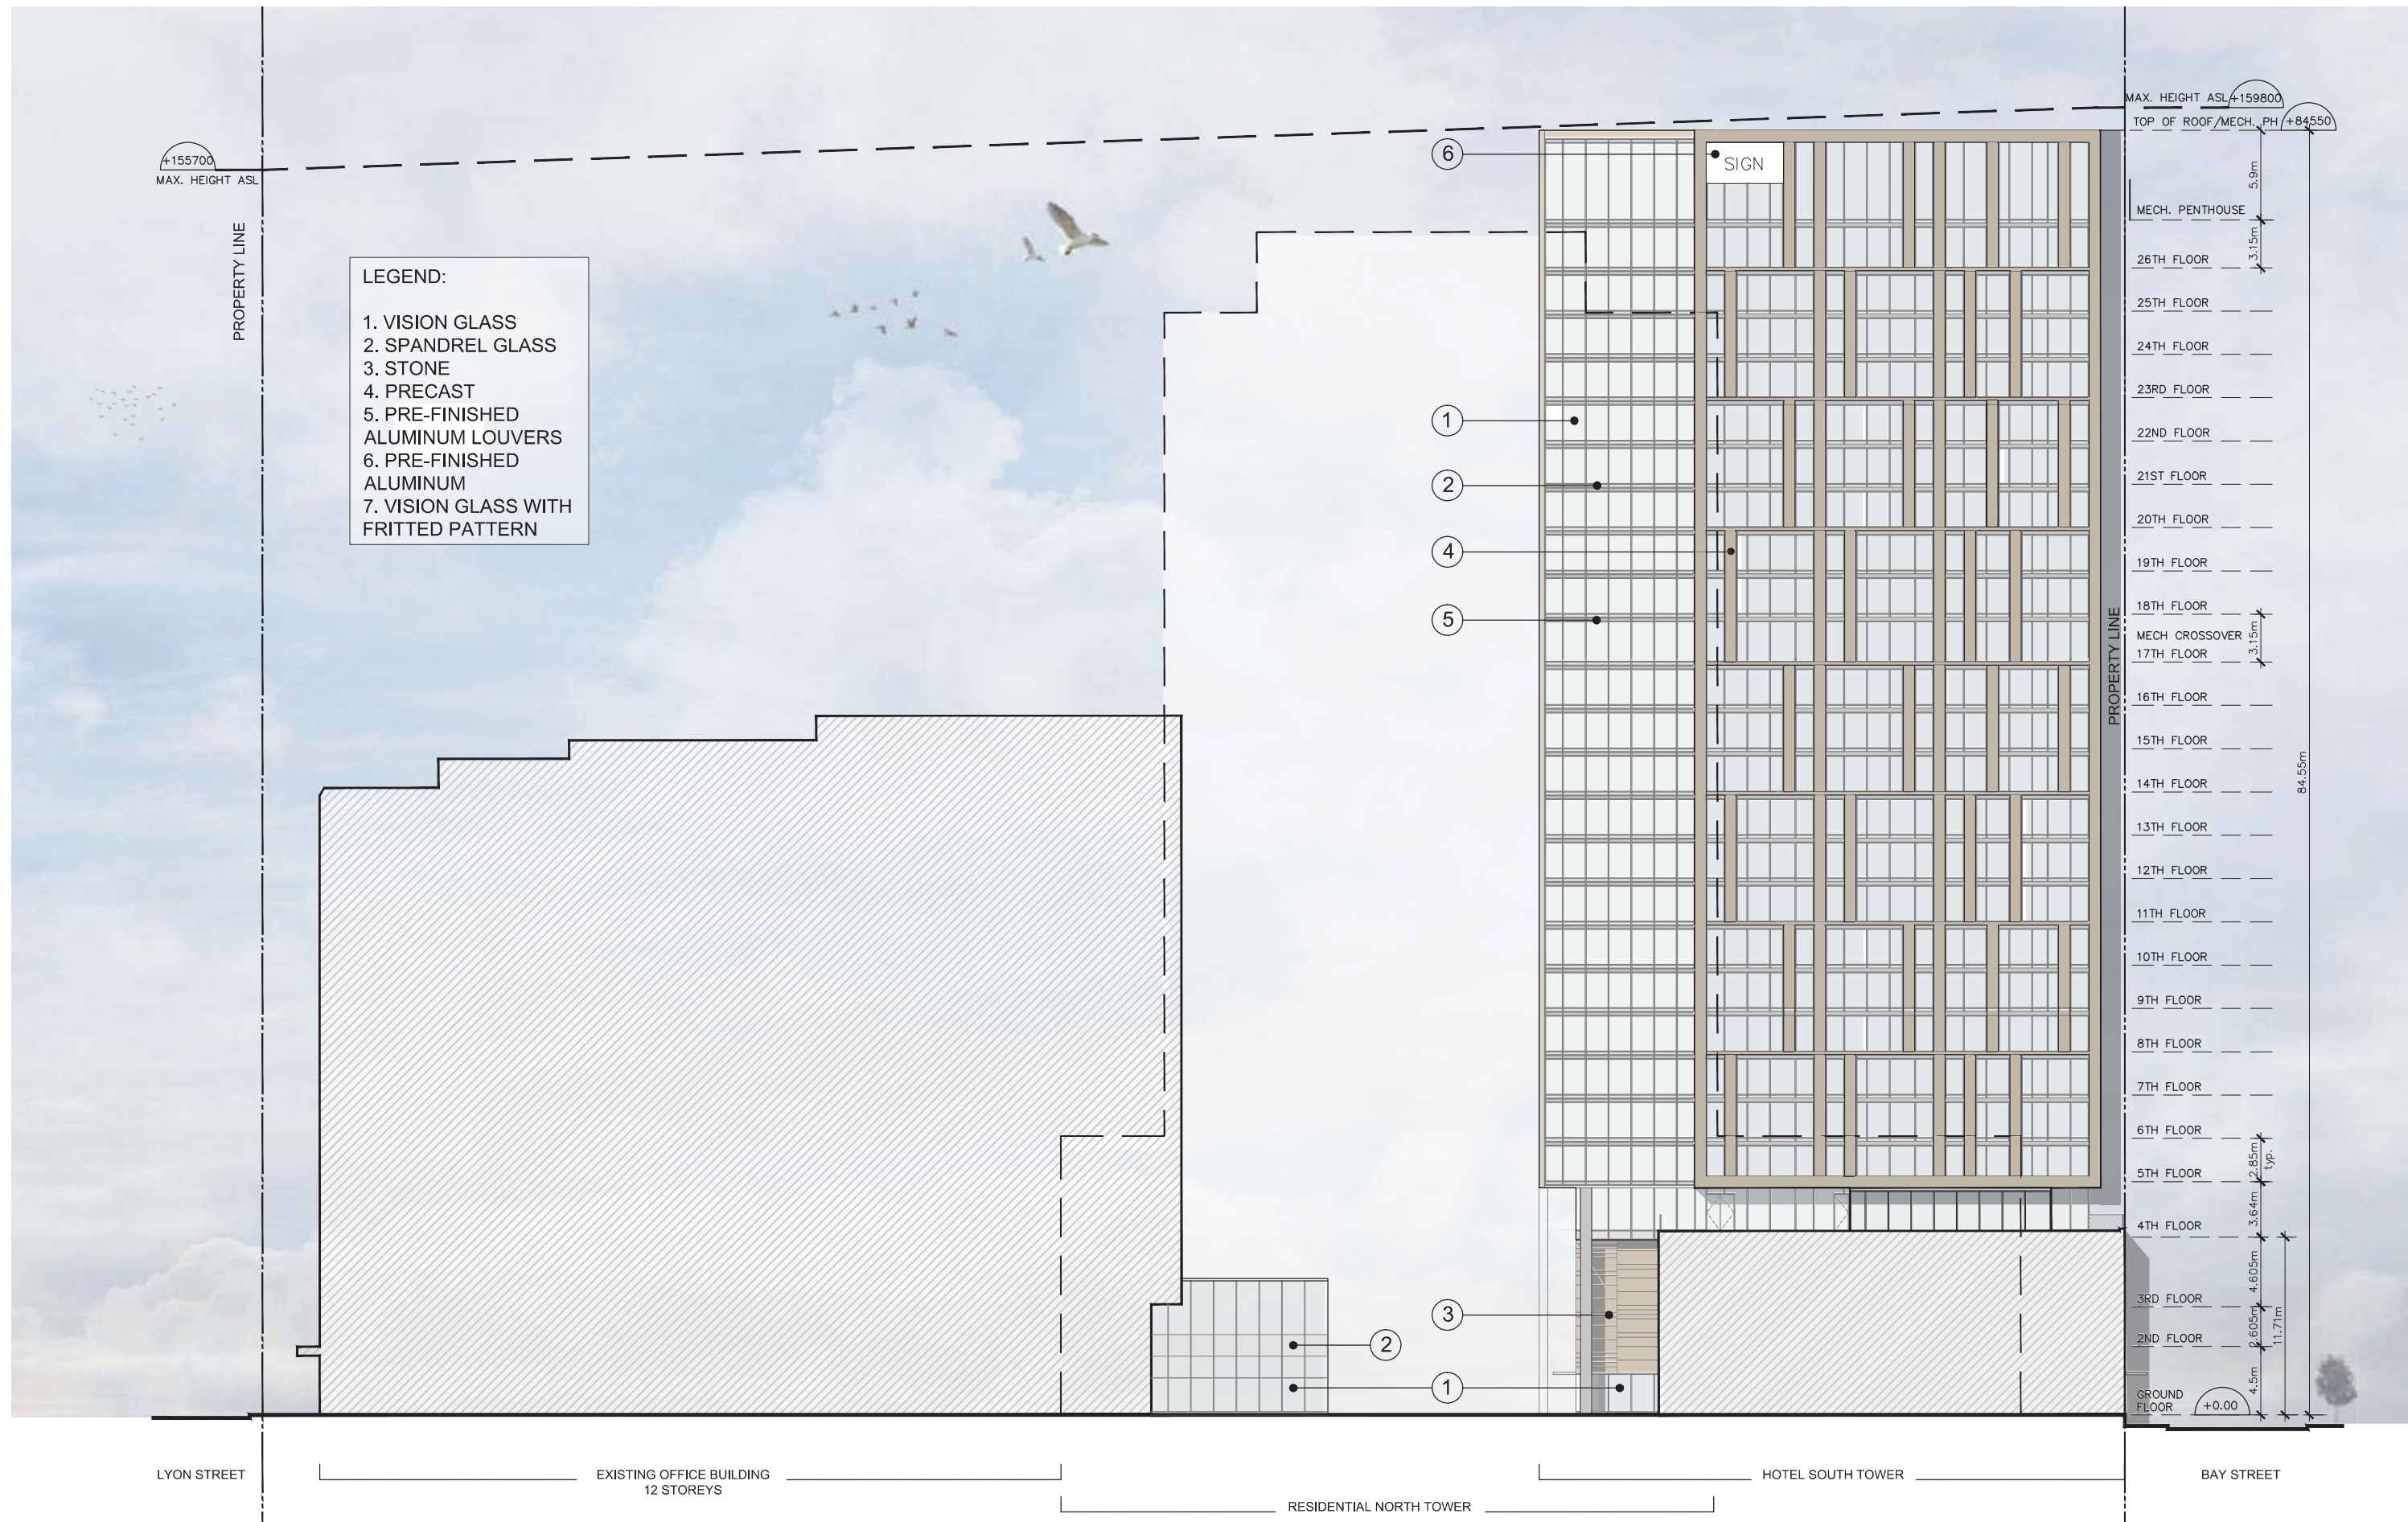 MAX. HEIGHT ASL
+159800
TOP OF ROOF/MECH. PH
+84550
+155700
MAX. HEIGHT ASL
PROPERTY LINE
LEGEND:
1. VISION GLASS
2. SPANDREL GLASS
3. STONE
4. PRECAST
5. PRE-FINISHED
ALUMINUM LOUVERS
6. PRE-FINISHED
ALUMINUM
7. VISION GLASS WITH
FRITTED PATTERN
6
SIGN
1
2
4
5
3
2
1
PROPERTY LINE
5.9m
MECH. PENTHOUSE
3.15m
26TH FLOOR
25TH FLOOR
24TH FLOOR
23RD FLOOR
22ND FLOOR
21ST FLOOR
20TH FLOOR
19TH FLOOR
18TH FLOOR
MECH CROSSOVER
3.15m
17TH FLOOR
16TH FLOOR
15TH FLOOR
14TH FLOOR
84.55m
13TH FLOOR
12TH FLOOR
11TH FLOOR
10TH FLOOR
9TH FLOOR
8TH FLOOR
7TH FLOOR
6TH FLOOR
2.85m
typ.
5TH FLOOR
3.64m
4TH FLOOR
4.605m
3RD FLOOR
2.605m
11.71m
2ND FLOOR
4.5m
GROUND
FLOOR
+0.00
LYON STREET
EXISTING OFFICE BUILDING
12 STOREYS
HOTEL SOUTH TOWER
BAY STREET
RESIDENTIAL NORTH TOWER